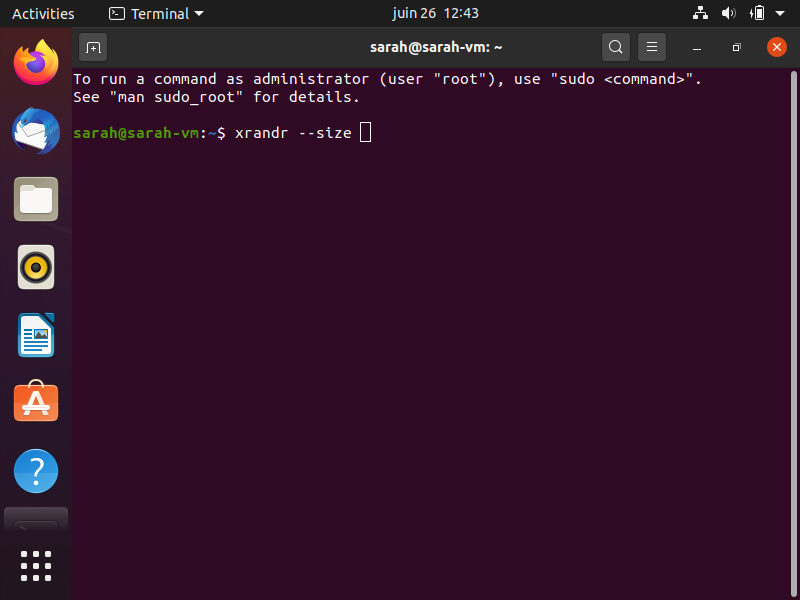 Activities Terminal juin 26 12:43
sarah@sarah-vm: ~
To run a command as administrator (user "root"), use "sudo <command>".
See "man sudo_root" for details.
sarah@sarah-vm:~$ xrandr --size